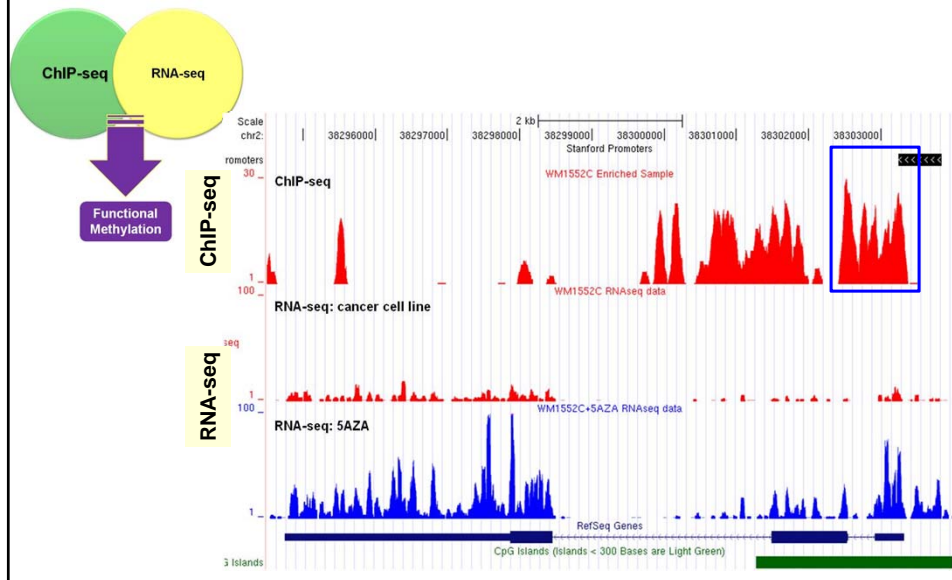 ChIP-seq
RNA-seq
Functional
Methylation
Scale
2 kb
chr2:
38296000
38297000
38298000
38299000
38300000
38301000
38302000
38303000
Stanford Promoters
romoters
ChIP-seq
30
ChIP-seq
WM1552C Enriched Sample
1
100
WM1552C RNAseq data
RNA-seq: cancer cell line
RNA-seq
seq
1
100
WM1552C+5AZA RNAseq data
RNA-seq: 5AZA
1
RefSeq Genes
CpG Islands (Islands < 300 Bases are Light Green)
G Islands